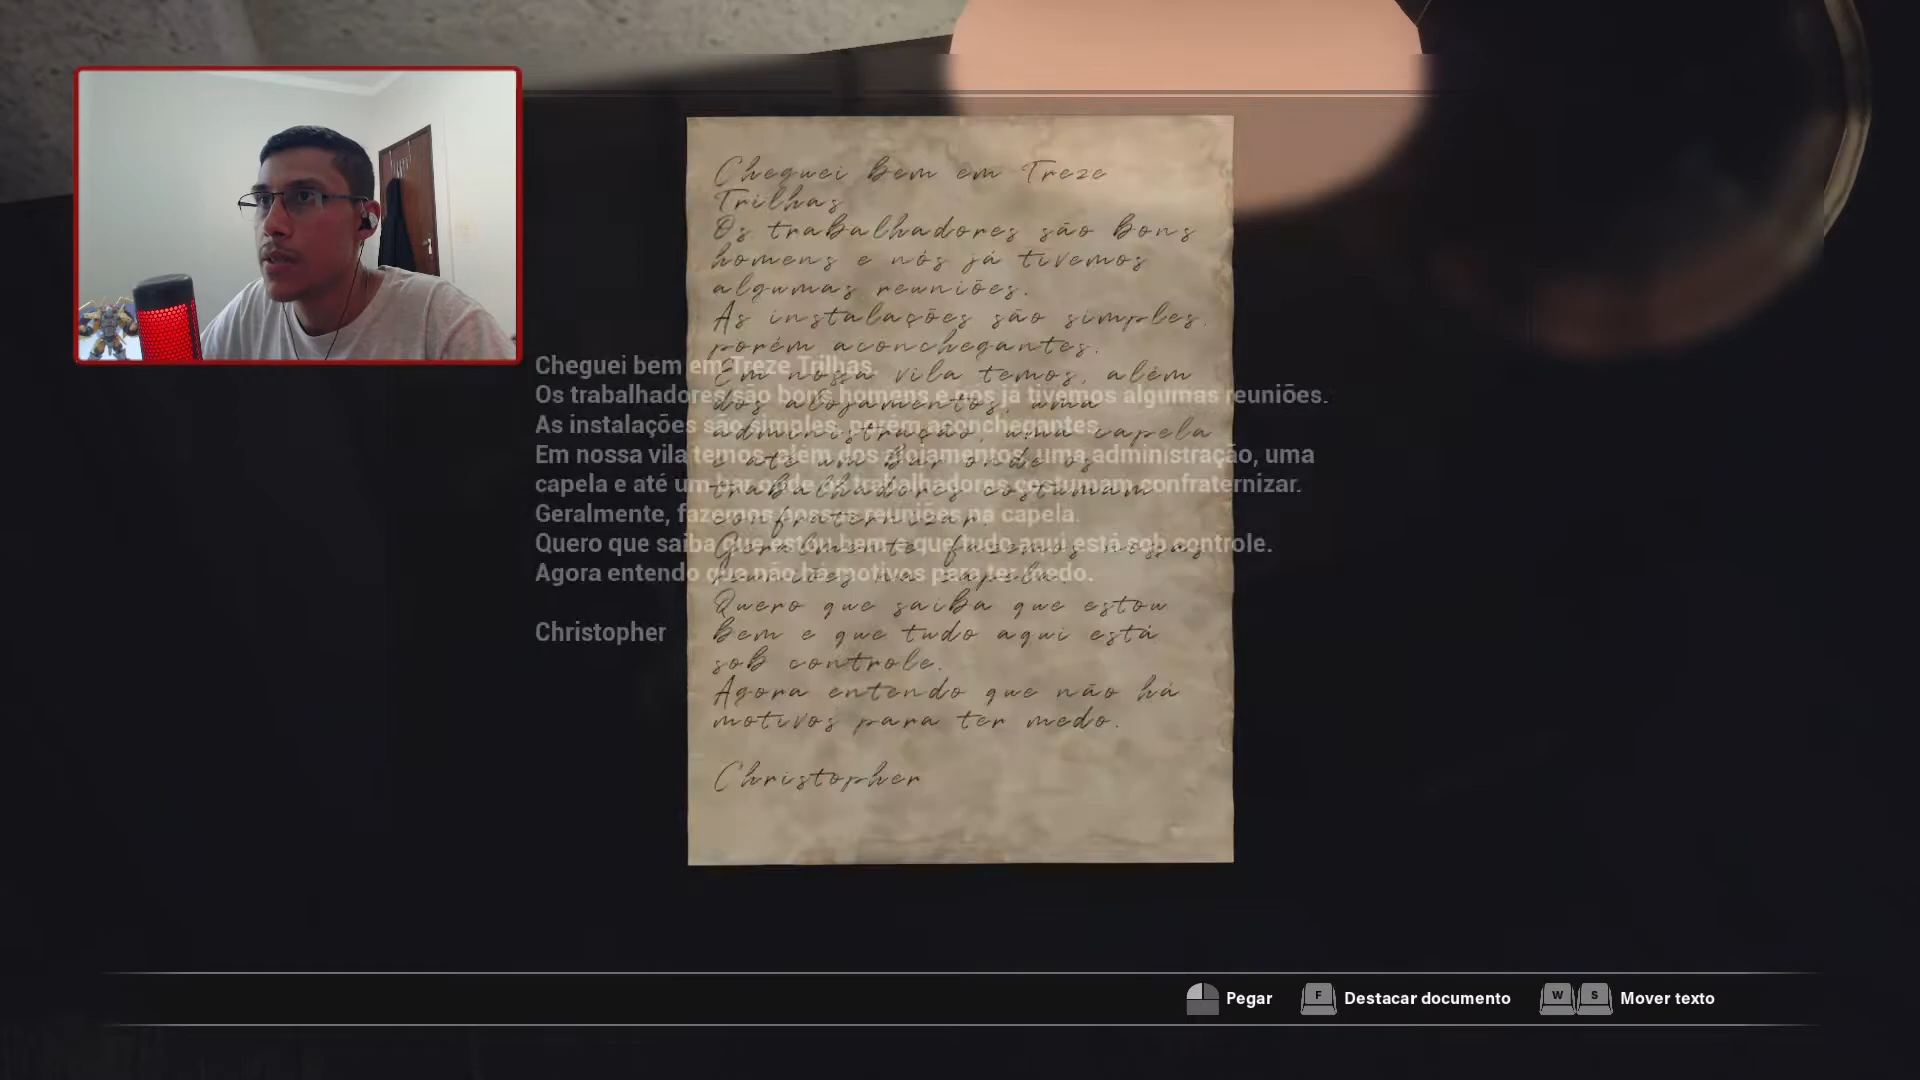 Cheguei bem em Treze
Trilhas
Os trabalhadores são bons
homens e nós já tivemos
algumas reuniões.
As instalações são simples,
porém aconchegantes.
Em nossa vila temos, além
dos alojamentos, uma
administração, uma capela
e até um bar onde os
trabalhadores costumam
confraternizar.
Geralmente fazemos nossas
reuniões na capela.
Quero que saiba que estou
bem e que tudo aqui está
sob controle.
Agora entendo que não há
motivos para ter medo.
Christopher
Cheguei bem em Treze Trilhas.
Os trabalhadores são bons homens e nós já tivemos algumas reuniões.
As instalações são simples, porém aconchegantes.
Em nossa vila temos, além dos alojamentos, uma administração, uma
capela e até um bar onde os trabalhadores costumam confraternizar.
Geralmente, fazemos nossas reuniões na capela.
Quero que saiba que estou bem e que tudo aqui está sob controle.
Agora entendo que não há motivos para ter medo.
Christopher
Pegar
F Destacar documento
W S Mover texto